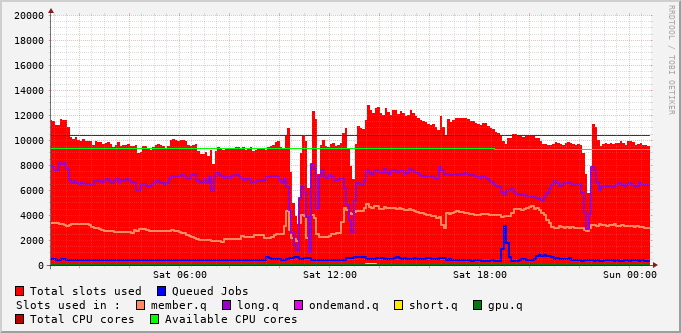 20000
18000
16000
14000
12000
10000
8000
6000
4000
2000
0
Sat 06:00 Sat 12:00 Sat 18:00 Sun 00:00
RRDTOOL / TOBI OETIKER
Total slots used Queued Jobs
Slots used in : member.q long.q ondemand.q short.q gpu.q
Total CPU cores Available CPU cores